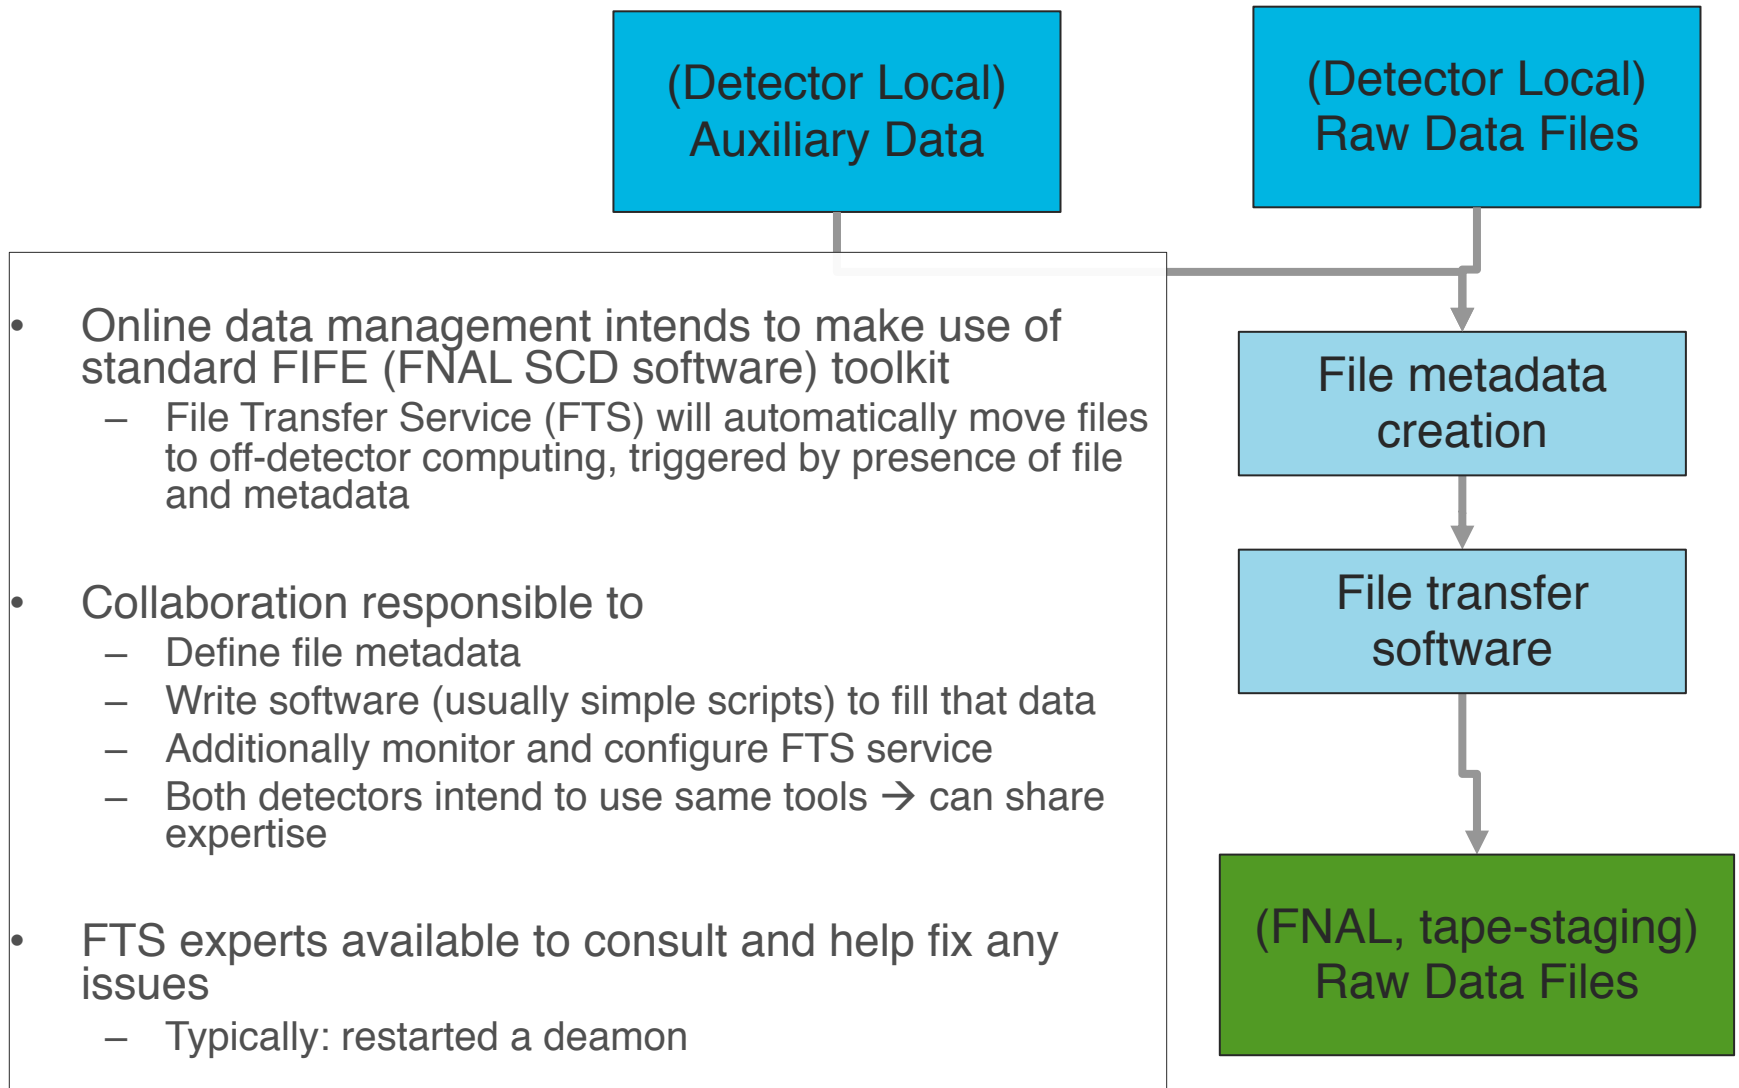 (Detector Local)
Auxiliary Data
(Detector Local)
Raw Data Files
• Online data management intends to make use of
standard FIFE (FNAL SCD software) toolkit
– File Transfer Service (FTS) will automatically move files
to off-detector computing, triggered by presence of file
and metadata
• Collaboration responsible to
– Define file metadata
– Write software (usually simple scripts) to fill that data
– Additionally monitor and configure FTS service
– Both detectors intend to use same tools → can share
expertise
• FTS experts available to consult and help fix any
issues
– Typically: restarted a deamon
File metadata
creation
File transfer
software
(FNAL, tape-staging)
Raw Data Files